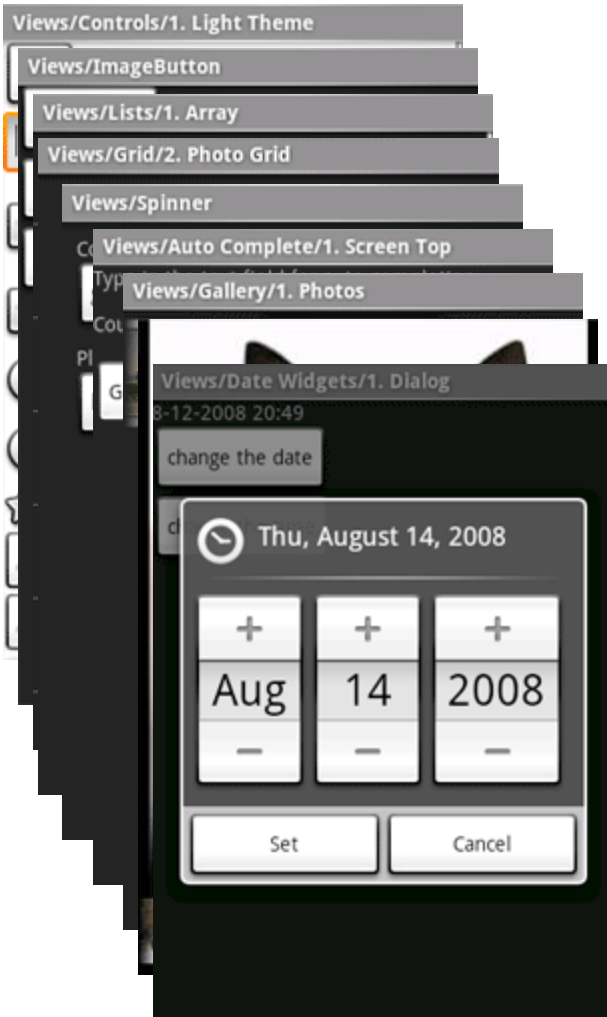 Views/Controls/1. Light Theme
Views/ImageButton
Views/Lists/1. Array
Views/Grid/2. Photo Grid
Views/Spinner
Views/Auto Complete/1. Screen Top
Views/Gallery/1. Photos
Views/Date Widgets/1. Dialog
8-12-2008 20:49
change the date
Thu, August 14, 2008
+ + +
Aug 14 2008
− − −
Set Cancel